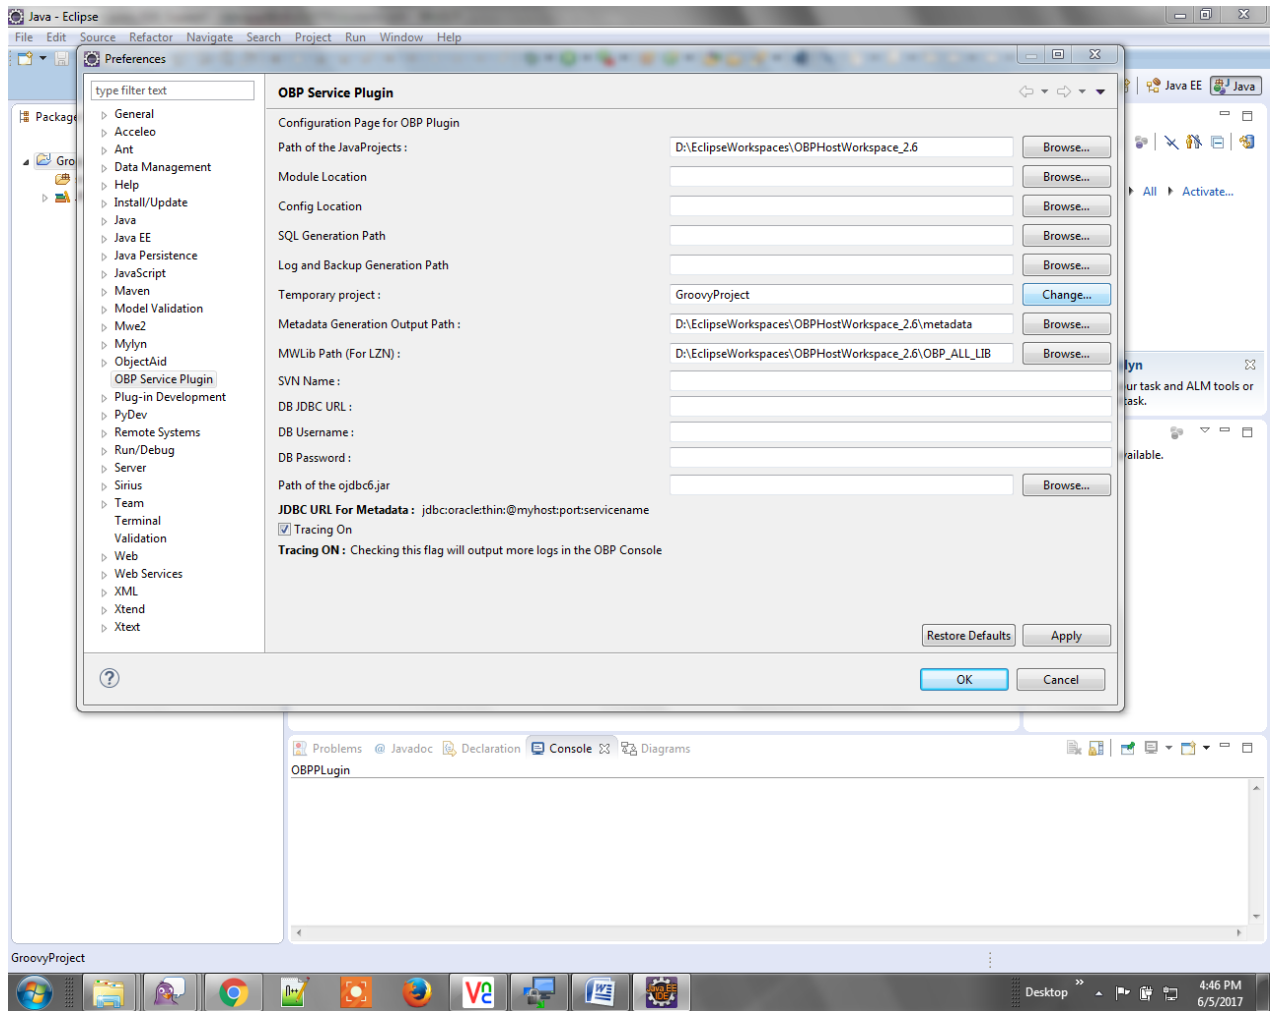 Java - Eclipse
File Edit Source Refactor Navigate Search Project Run Window Help
Preferences
type filter text
OBP Service Plugin
Java EE
Java
Package
General
Acceleo
Ant
Data Management
Help
Install/Update
Java
Java EE
Java Persistence
JavaScript
Maven
Model Validation
Mwe2
Mylyn
ObjectAid
OBP Service Plugin
Plug-in Development
PyDev
Remote Systems
Run/Debug
Server
Sirius
Team
Terminal
Validation
Web
Web Services
XML
Xtend
Xtext
Configuration Page for OBP Plugin
Path of the JavaProjects : D:\EclipseWorkspaces\OBPHostWorkspace_2.6 Browse...
Module Location Browse...
Config Location Browse...
SQL Generation Path Browse...
Log and Backup Generation Path Browse...
Temporary project : GroovyProject Change...
Metadata Generation Output Path : D:\EclipseWorkspaces\OBPHostWorkspace_2.6\metadata Browse...
MWLib Path (For LZN) : D:\EclipseWorkspaces\OBPHostWorkspace_2.6\OBP_ALL_LIB Browse...
SVN Name :
DB JDBC URL :
DB Username :
DB Password :
Path of the ojdbc6.jar Browse...
JDBC URL For Metadata : jdbc:oracle:thin:@myhost:port:servicename
Tracing On
Tracing ON : Checking this flag will output more logs in the OBP Console
Restore Defaults Apply
OK Cancel
Gro
All Activate...
lyn
ur task and ALM tools or
task.
vailable.
Problems Javadoc Declaration Console Diagrams
OBPPLugin
GroovyProject
Desktop
4:46 PM
6/5/2017